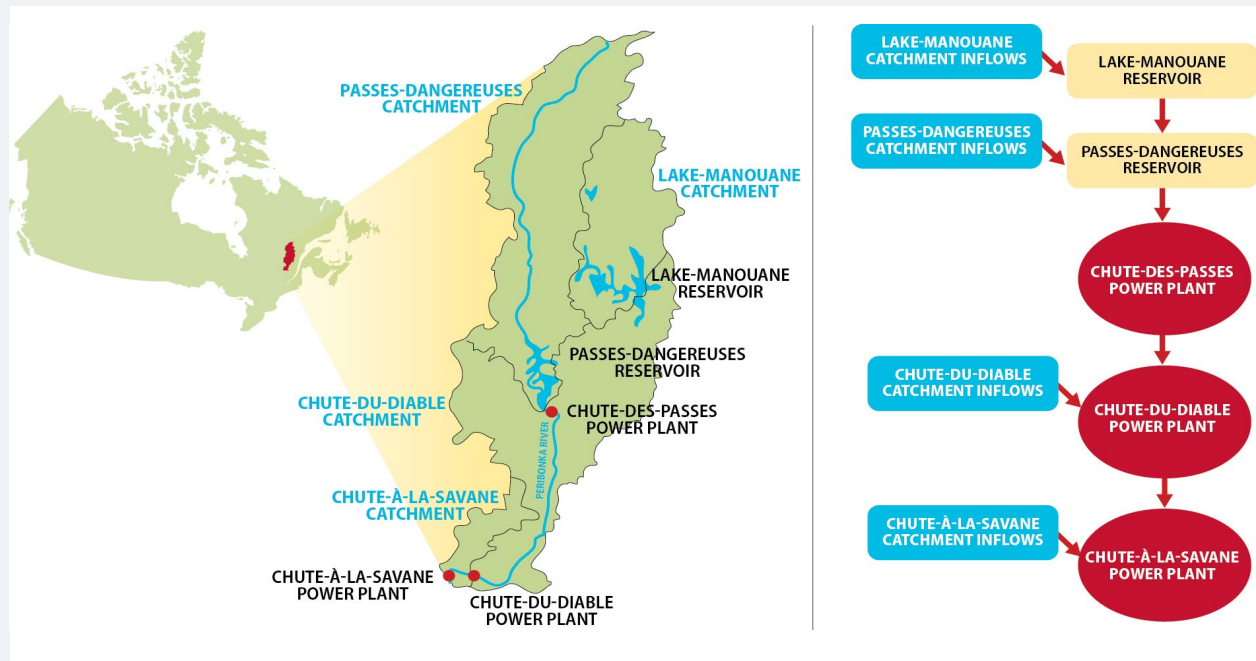 PASSES-DANGEREUSES
CATCHMENT
LAKE-MANOUANE
CATCHMENT
LAKE-MANOUANE
RESERVOIR
PASSES-DANGEREUSES
RESERVOIR
CHUTE-DU-DIABLE
CATCHMENT
CHUTE-DES-PASSES
POWER PLANT
PERIBONKA RIVER
CHUTE-À-LA-SAVANE
CATCHMENT
CHUTE-À-LA-SAVANE
POWER PLANT
CHUTE-DU-DIABLE
POWER PLANT
LAKE-MANOUANE
CATCHMENT INFLOWS
LAKE-MANOUANE
RESERVOIR
PASSES-DANGEREUSES
CATCHMENT INFLOWS
PASSES-DANGEREUSES
RESERVOIR
CHUTE-DES-PASSES
POWER PLANT
CHUTE-DU-DIABLE
CATCHMENT INFLOWS
CHUTE-DU-DIABLE
POWER PLANT
CHUTE-À-LA-SAVANE
CATCHMENT INFLOWS
CHUTE-À-LA-SAVANE
POWER PLANT